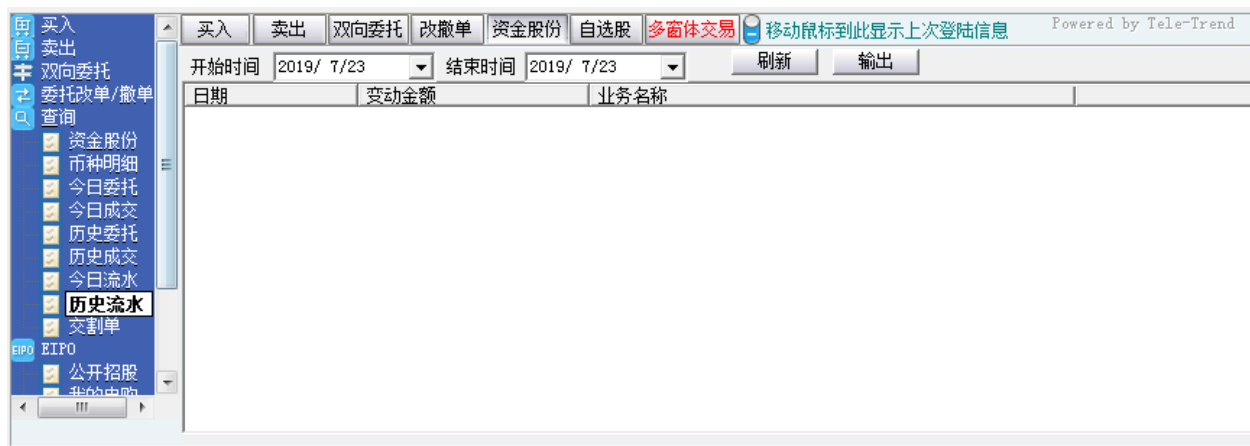 买入 卖出 双向委托 改撤单 资金股份 自选股 多窗体交易 移动鼠标到此显示上次登陆信息 Powered by Tele-Trend
开始时间 2019/ 7/23 结束时间 2019/ 7/23 刷新 输出
日期 变动金额 业务名称
买入
卖出
双向委托
委托改单/撤单
查询
资金股份
币种明细
今日委托
今日成交
历史委托
历史成交
今日流水
历史流水
交割单
EIPO EIPO
公开招股
我的申购